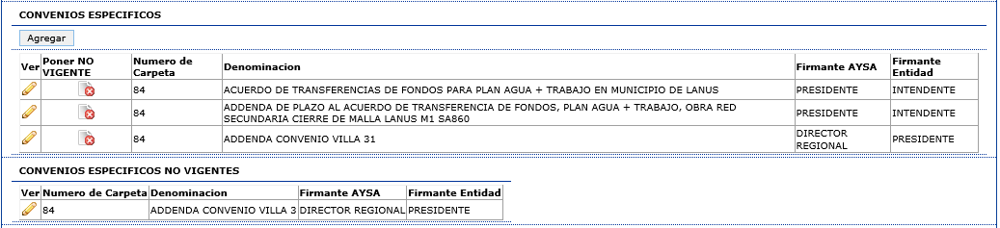 CONVENIOS ESPECIFICOS
Agregar
Ver Poner NO VIGENTE Numero de Carpeta Denominacion Firmante AYSA Firmante Entidad
84 ACUERDO DE TRANSFERENCIAS DE FONDOS PARA PLAN AGUA + TRABAJO EN MUNICIPIO DE LANUS PRESIDENTE INTENDENTE
84 ADDENDA DE PLAZO AL ACUERDO DE TRANSFERENCIA DE FONDOS, PLAN AGUA + TRABAJO, OBRA RED
SECUNDARIA CIERRE DE MALLA LANUS M1 SA860 PRESIDENTE INTENDENTE
84 ADDENDA CONVENIO VILLA 31 DIRECTOR REGIONAL PRESIDENTE
CONVENIOS ESPECIFICOS NO VIGENTES
Ver Numero de Carpeta Denominacion Firmante AYSA Firmante Entidad
84 ADDENDA CONVENIO VILLA 3 DIRECTOR REGIONAL PRESIDENTE